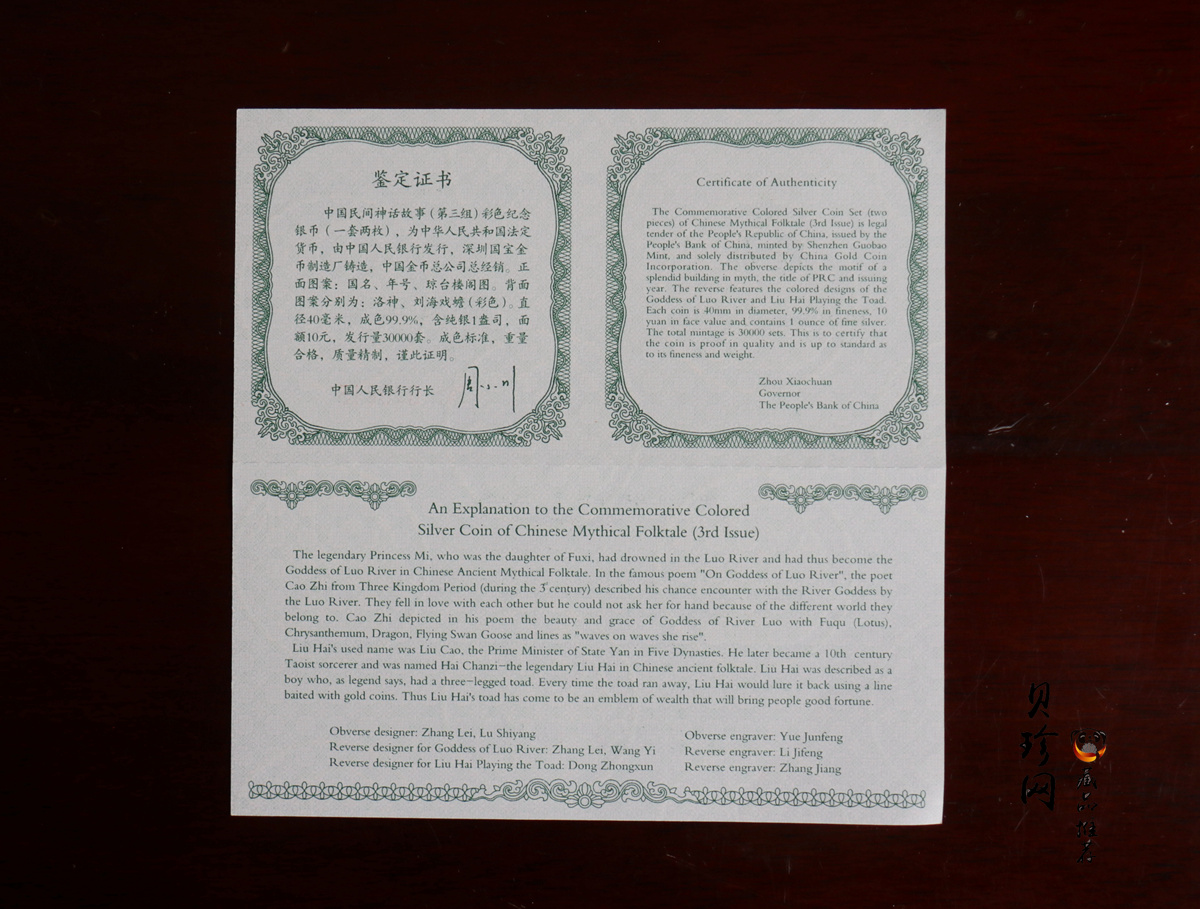 鉴定证书
中国民间神话故事(第三组)彩色纪念
银币(一套两枚),为中华人民共和国法定
货币,由中国人民银行发行,深圳国宝金
币制造厂铸造,中国金币总公司总经销。正
面图案:国名、年号、琼台楼阁图。背面
图案分别为:洛神、刘海戏蟾(彩色)。直
径40毫米,成色99.9%,含纯银1盎司,面
额10元,发行量30000套。成色标准,重量
合格,质量精制,谨此证明。
中国人民银行行长 周小川
Certificate of Authenticity
The Commemorative Colored Silver Coin Set (two
pieces) of Chinese Mythical Folktale (3rd Issue) is legal
tender of the People's Republic of China, issued by the
People's Bank of China, minted by Shenzhen Guobao
Mint, and solely distributed by China Gold Coin
Incorporation. The obverse depicts the motif of a
splendid building in myth, the title of PRC and issuing
year. The reverse features the colored designs of the
Goddess of Luo River and Liu Hai Playing the Toad.
Each coin is 40mm in diameter, 99.9% in fineness, 10
yuan in face value and contains 1 ounce of fine silver.
The total mintage is 30000 sets. This is to certify that
the coin is proof in quality and is up to standard as
to its fineness and weight.
Zhou Xiaochuan
Governor
The People's Bank of China
An Explanation to the Commemorative Colored
Silver Coin of Chinese Mythical Folktale (3rd Issue)
The legendary Princess Mi, who was the daughter of Fuxi, had drowned in the Luo River and had thus become the
Goddess of Luo River in Chinese Ancient Mythical Folktale. In the famous poem "On Goddess of Luo River", the poet
Cao Zhi from Three Kingdom Period (during the 3 century) described his chance encounter with the River Goddess by
the Luo River. They fell in love with each other but he could not ask her for hand because of the different world they
belong to. Cao Zhi depicted in his poem the beauty and grace of Goddess of River Luo with Fuqu (Lotus),
Chrysanthemum, Dragon, Flying Swan Goose and lines as "waves on waves she rise".
Liu Hai's used name was Liu Cao, the Prime Minister of State Yan in Five Dynasties. He later became a 10th century
Taoist sorcerer and was named Hai Chanzi—the legendary Liu Hai in Chinese ancient folktale. Liu Hai was described as a
boy who, as legend says, had a three-legged toad. Every time the toad ran away, Liu Hai would lure it back using a line
baited with gold coins. Thus Liu Hai's toad has come to be an emblem of wealth that will bring people good fortune.
Obverse designer: Zhang Lei, Lu Shiyang
Reverse designer for Goddess of Luo River: Zhang Lei, Wang Yi
Reverse designer for Liu Hai Playing the Toad: Dong Zhongxun
Obverse engraver: Yue Junfeng
Reverse engraver: Li Jifeng
Reverse engraver: Zhang Jiang
贝珍网
藏品推荐